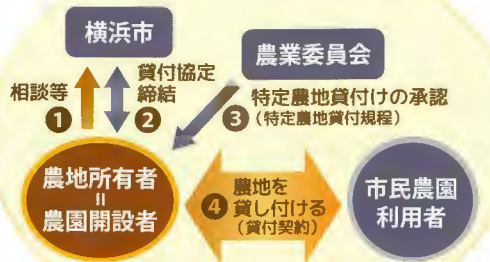 横浜市
農業委員会
相談等
❶
貸付協定
締結
❷
特定農地貸付けの承認
❸
(特定農地貸付規程)
農地所有者
=
農園開設者
農地を
❹ 貸し付ける
(貸付契約)
市民農園
利用者